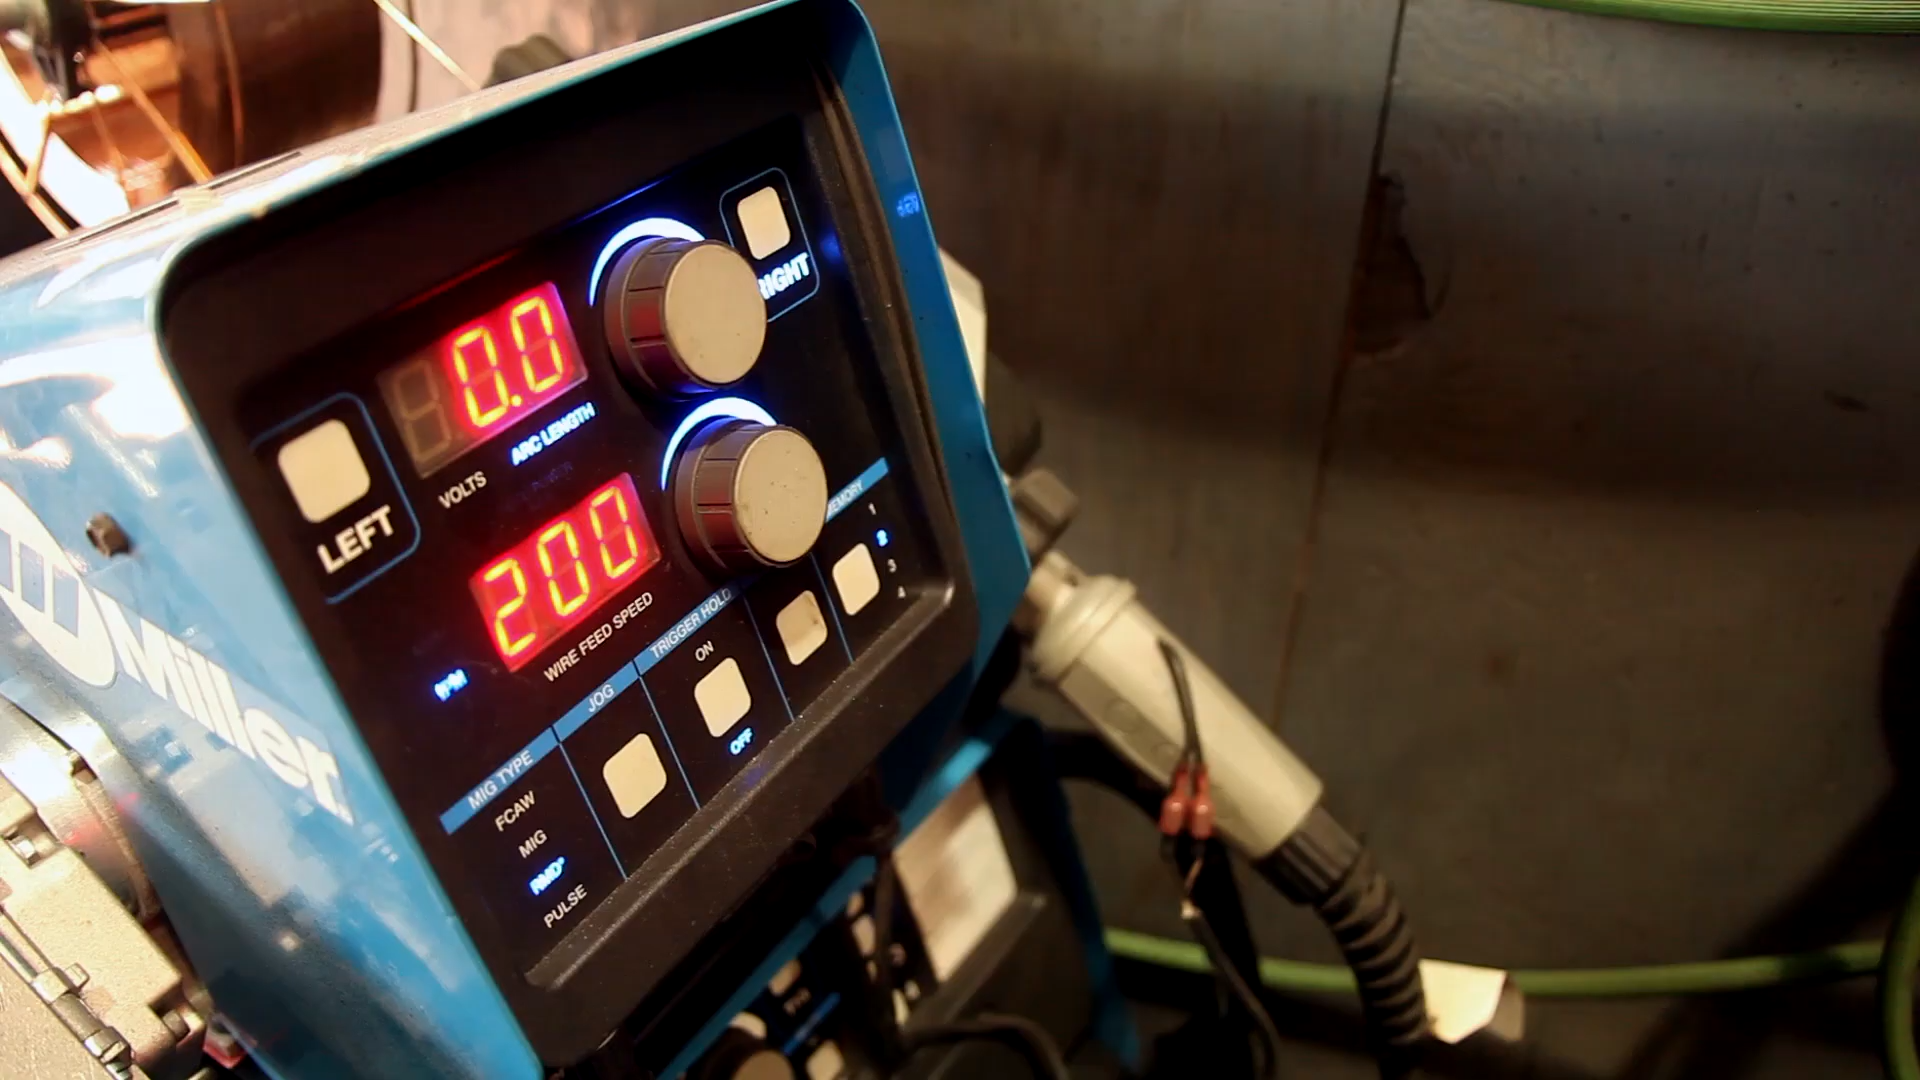 RIGHT
0.0
ARC LENGTH
VOLTS
LEFT
200
WIRE FEED SPEED
IPM
MEMORY
1
2
3
4
TRIGGER HOLD
ON
OFF
JOG
MIG TYPE
FCAW
MIG
RMD®
PULSE
Miller